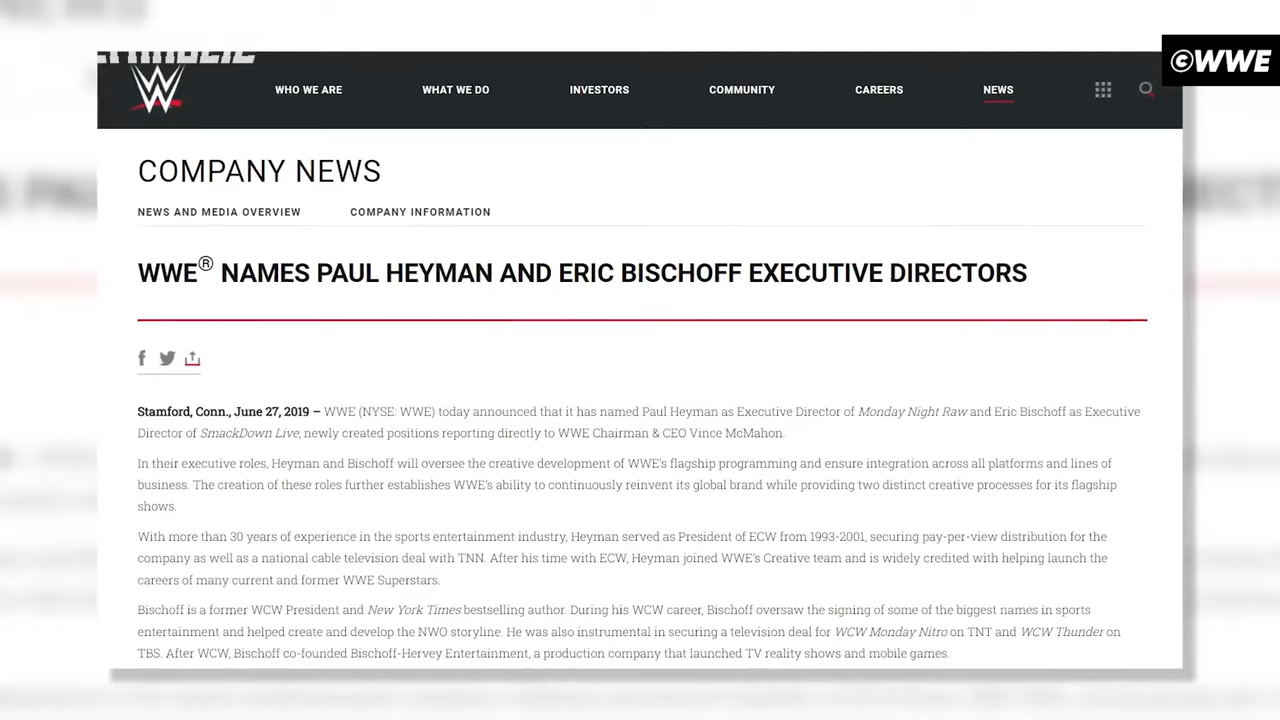 ©WWE
WHO WE ARE WHAT WE DO INVESTORS COMMUNITY CAREERS NEWS
COMPANY NEWS
NEWS AND MEDIA OVERVIEW COMPANY INFORMATION
WWE® NAMES PAUL HEYMAN AND ERIC BISCHOFF EXECUTIVE DIRECTORS
Stamford, Conn., June 27, 2019 – WWE (NYSE: WWE) today announced that it has named Paul Heyman as Executive Director of Monday Night Raw and Eric Bischoff as Executive
Director of SmackDown Live, newly created positions reporting directly to WWE Chairman & CEO Vince McMahon.
In their executive roles, Heyman and Bischoff will oversee the creative development of WWE's flagship programming and ensure integration across all platforms and lines of
business. The creation of these roles further establishes WWE's ability to continuously reinvent its global brand while providing two distinct creative processes for its flagship
shows.
With more than 30 years of experience in the sports entertainment industry, Heyman served as President of ECW from 1993-2001, securing pay-per-view distribution for the
company as well as a national cable television deal with TNN. After his time with ECW, Heyman joined WWE's Creative team and is widely credited with helping launch the
careers of many current and former WWE Superstars.
Bischoff is a former WCW President and New York Times bestselling author. During his WCW career, Bischoff oversaw the signing of some of the biggest names in sports
entertainment and helped create and develop the NWO storyline. He was also instrumental in securing a television deal for WCW Monday Nitro on TNT and WCW Thunder on
TBS. After WCW, Bischoff co-founded Bischoff-Hervey Entertainment, a production company that launched TV reality shows and mobile games.